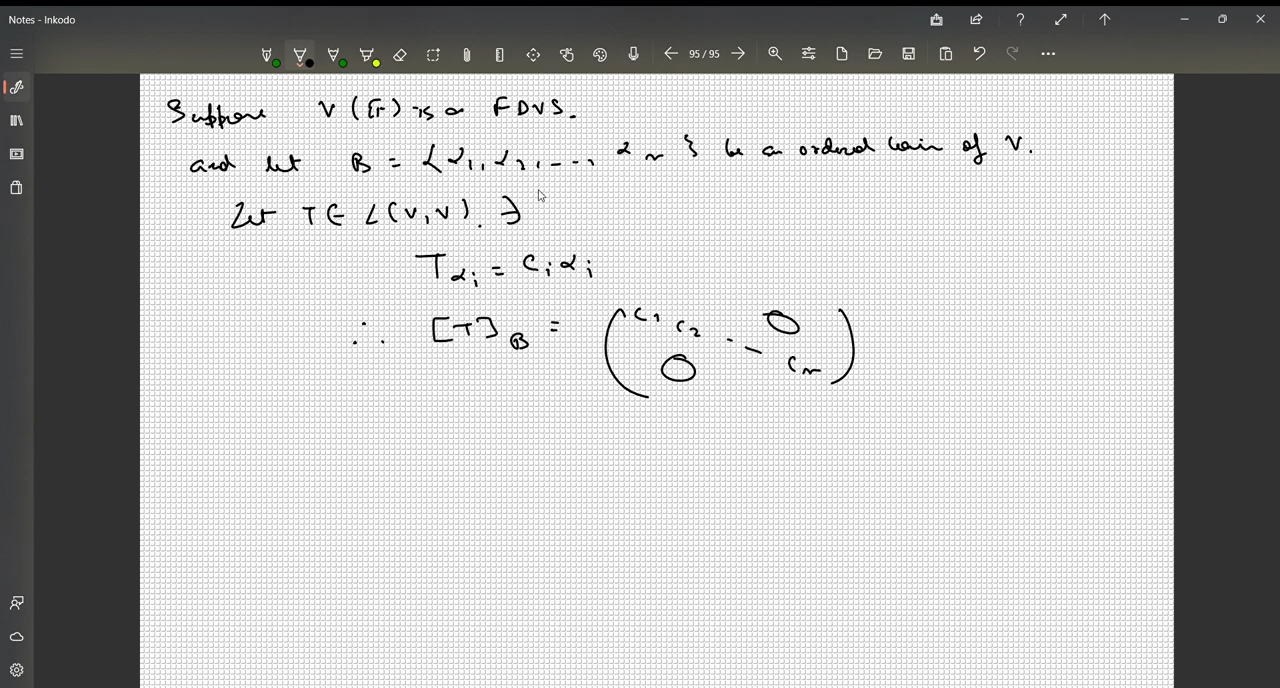 Notes - Inkodo
95 / 95
Suppose V (F) is a FDVS.
and let B = {α₁, α₂, ..., αₙ} be an ordered basis of V.
Let T ∈ L(V, V). ∃
Tαᵢ = cᵢαᵢ
∴ [T]_B = ( c₁ c₂ ⋱ cₙ 0 0 )